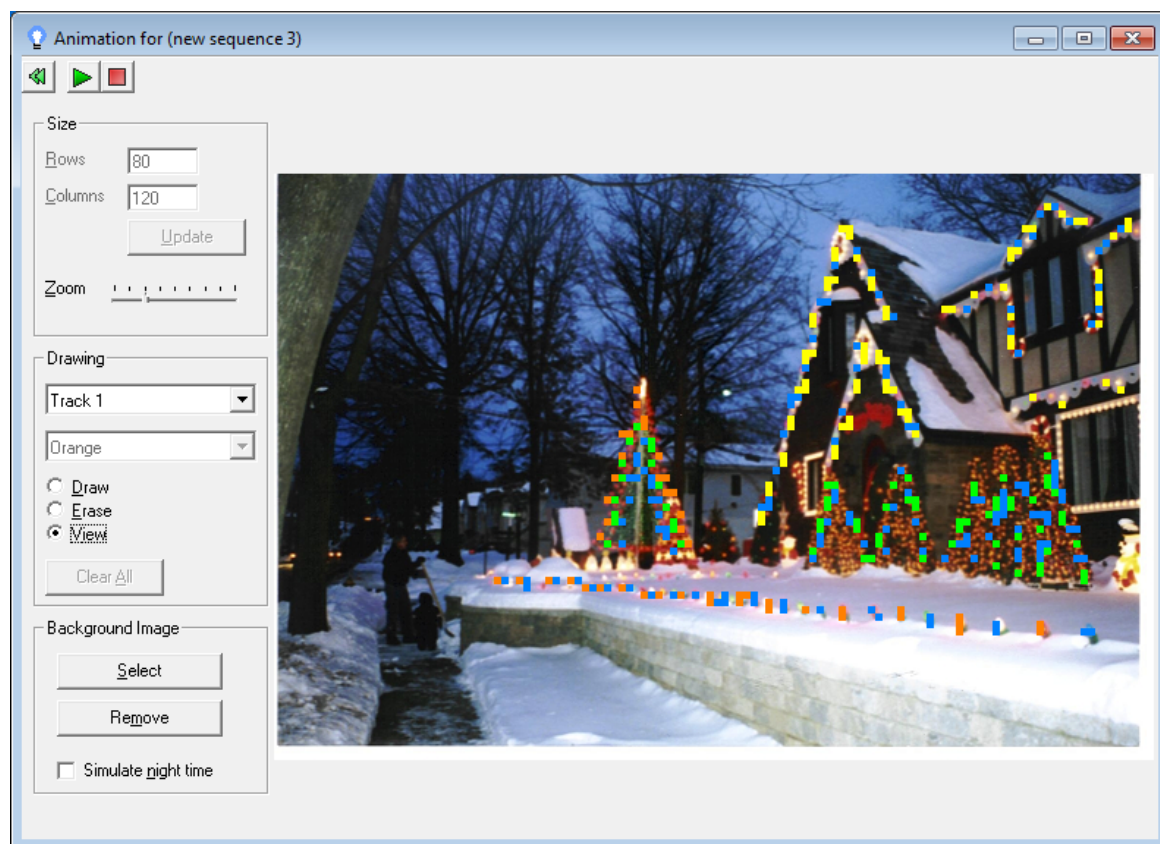 Animation for (new sequence 3)
Size
Rows 80
Columns 120
Update
Zoom
Drawing
Track 1
Orange
Draw
Erase
View
Clear All
Background Image
Select
Remove
Simulate night time